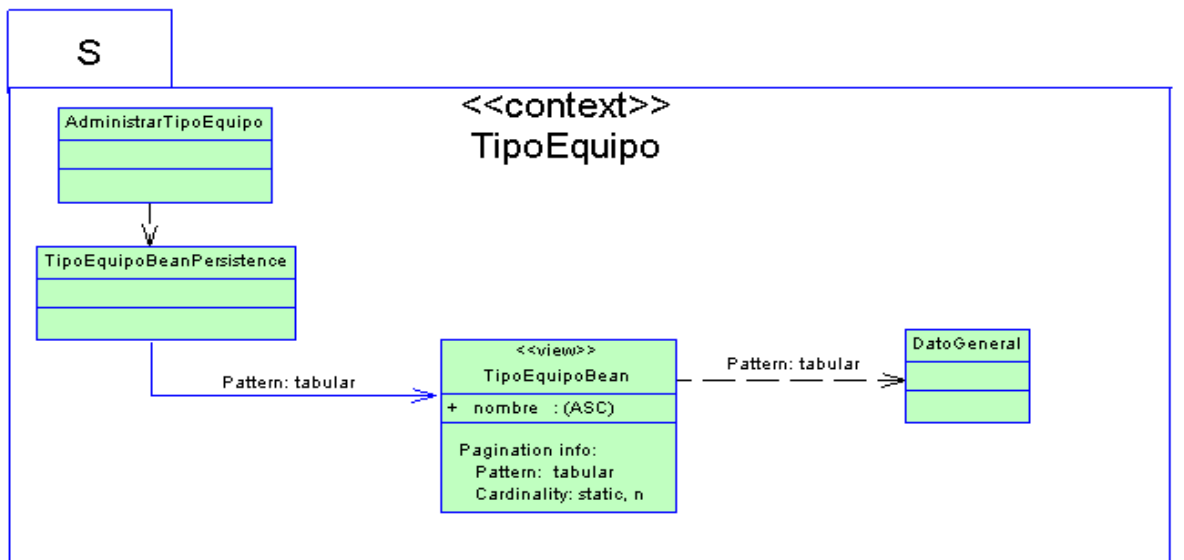 S
<<context>>
TipoEquipo
AdministrarTipoEquipo
TipoEquipoBeanPersistence
Pattern: tabular
<<view>>
TipoEquipoBean
+ nombre : (ASC)
Pagination info:
Pattern: tabular
Cardinality: static, n
Pattern: tabular
DatoGeneral